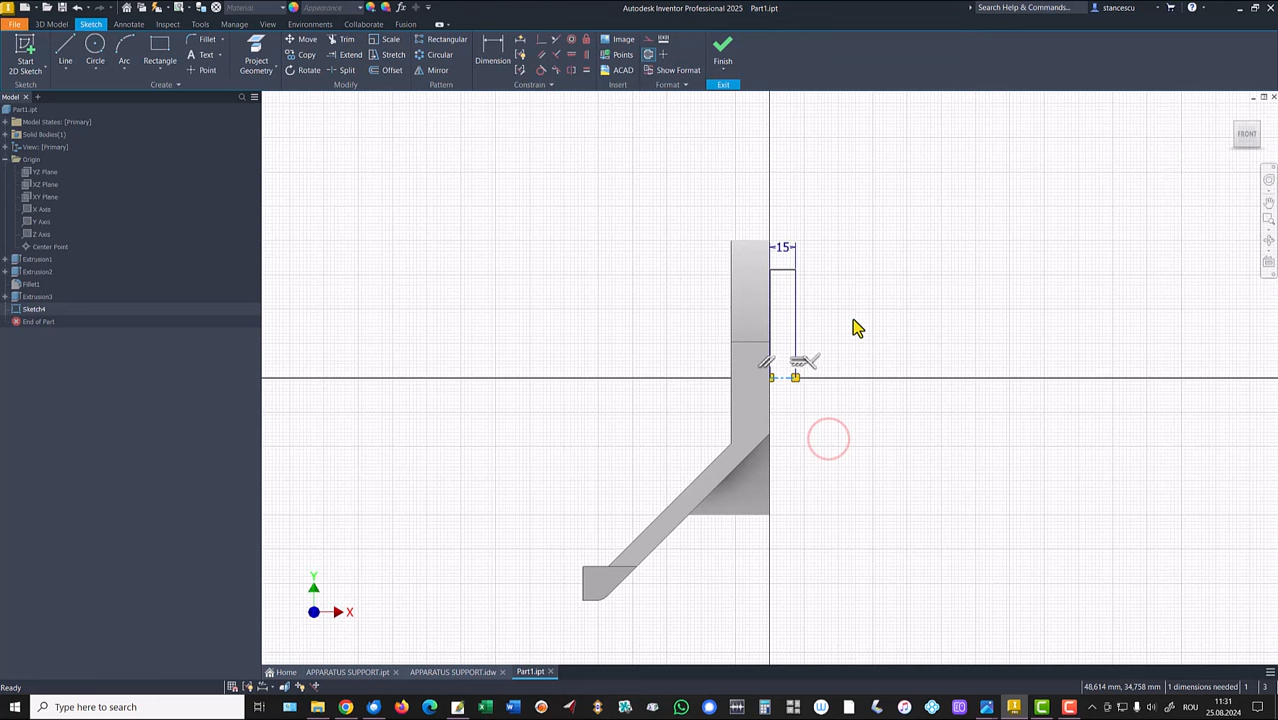 Material
Appearance
Autodesk Inventor Professional 2025 Part1.ipt
Search Help & Commands...
stancescu
File
3D Model
Sketch
Annotate
Inspect
Tools
Manage
View
Environments
Collaborate
Fusion
Start
2D Sketch
Line
Circle
Arc
Rectangle
Fillet
Text
Point
Project
Geometry
Move
Copy
Rotate
Trim
Extend
Split
Scale
Stretch
Offset
Rectangular
Circular
Mirror
Dimension
Image
Points
ACAD
Show Format
Finish
Sketch
Create
Modify
Pattern
Constrain
Insert
Format
Exit
Model
Part1.ipt
Model States: [Primary]
Solid Bodies(1)
View: [Primary]
Origin
YZ Plane
XZ Plane
XY Plane
X Axis
Y Axis
Z Axis
Center Point
Extrusion1
Extrusion2
Fillet1
Extrusion3
Sketch4
End of Part
FRONT
15
Y
X
Home
APPARATUS SUPPORT.ipt
APPARATUS SUPPORT.idw
Part1.ipt
Ready
48,614 mm, 34,758 mm
1 dimensions needed
1
3
Type here to search
ROU
11:31
25.08.2024